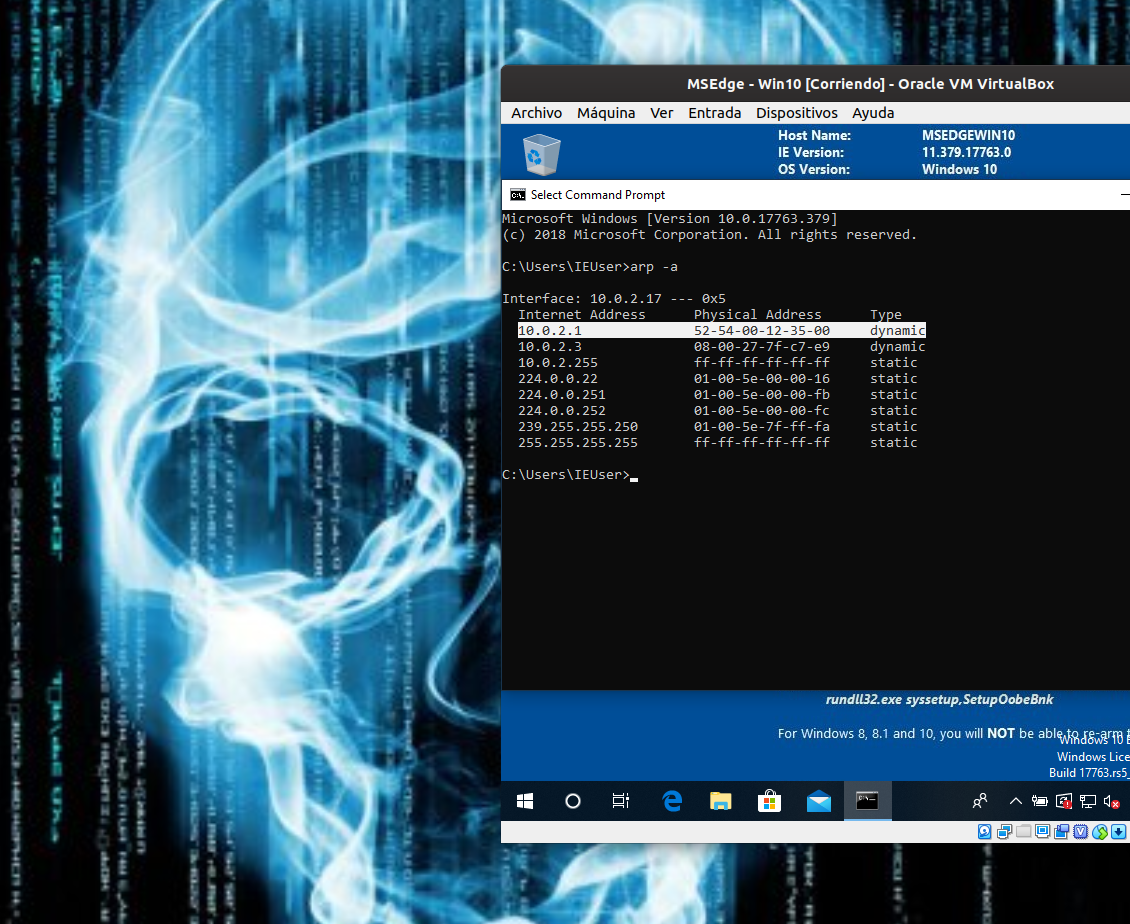 MSEdge - Win10 [Corriendo] - Oracle VM VirtualBox
Archivo Máquina Ver Entrada Dispositivos Ayuda
Host Name: MSEDGEWIN10
IE Version: 11.379.17763.0
OS Version: Windows 10
Select Command Prompt
Microsoft Windows [Version 10.0.17763.379]
(c) 2018 Microsoft Corporation. All rights reserved.
C:\Users\IEUser>arp -a
Interface: 10.0.2.17 --- 0x5
Internet Address Physical Address Type
10.0.2.1 52-54-00-12-35-00 dynamic
10.0.2.3 08-00-27-7f-c7-e9 dynamic
10.0.2.255 ff-ff-ff-ff-ff-ff static
224.0.0.22 01-00-5e-00-00-16 static
224.0.0.251 01-00-5e-00-00-fb static
224.0.0.252 01-00-5e-00-00-fc static
239.255.255.250 01-00-5e-7f-ff-fa static
255.255.255.255 ff-ff-ff-ff-ff-ff static
C:\Users\IEUser>
rundll32.exe syssetup,SetupOobeBnk
For Windows 8, 8.1 and 10, you will NOT be able to re-arm t
Windows 10 E
Windows Lice
Build 17763.rs5_